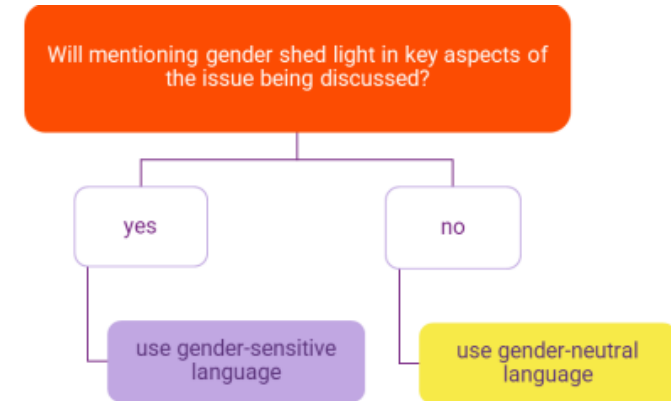 Will mentioning gender shed light in key aspects of
the issue being discussed?
yes
no
use gender-sensitive
language
use gender-neutral
language